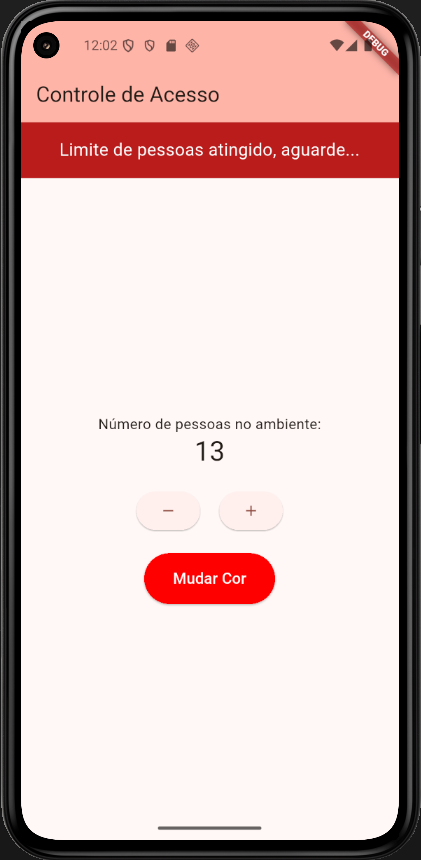 12:02
DEBUG
Controle de Acesso
Limite de pessoas atingido, aguarde...
Número de pessoas no ambiente:
13
− +
Mudar Cor